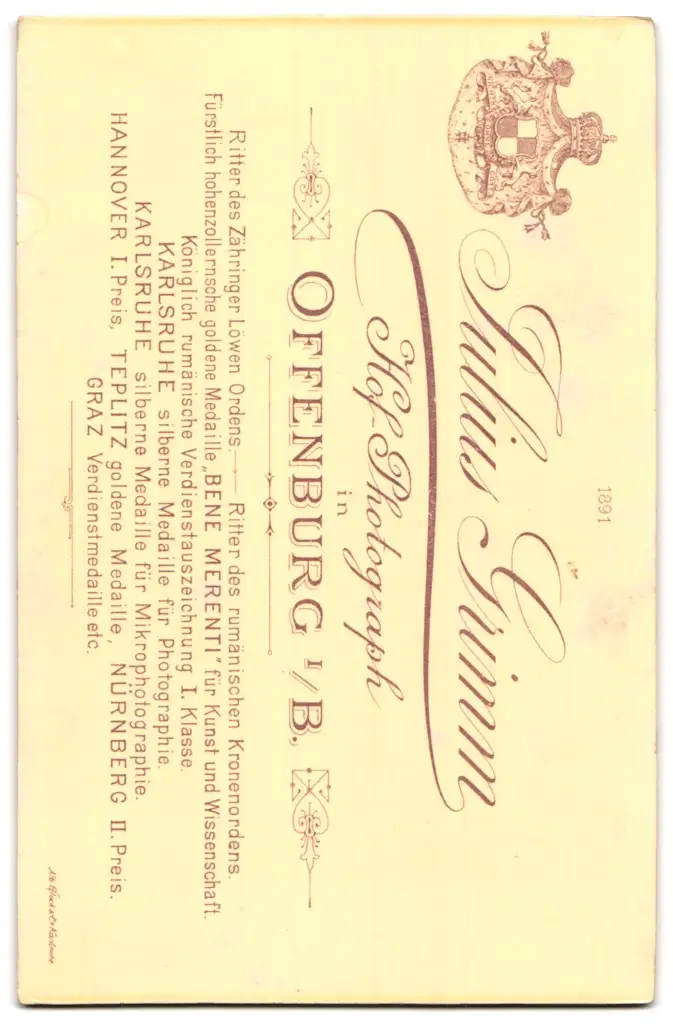 1891
Julius Grimm
Hof-Photograph
in
OFFENBURG I/B.
Ritter des Zähringer Löwen Ordens. — Ritter des rumänischen Kronenordens.
Fürstlich hohenzollernsche goldene Medaille „BENE MERENTI" für Kunst und Wissenschaft.
Königlich rumänische Verdienstauszeichnung I. Klasse.
KARLSRUHE silberne Medaille für Photographie.
KARLSRUHE silberne Medaille für Mikrophotographie.
HANNOVER I. Preis, TEPLITZ goldene Medaille, NÜRNBERG II. Preis.
GRAZ Verdienstmedaille etc.